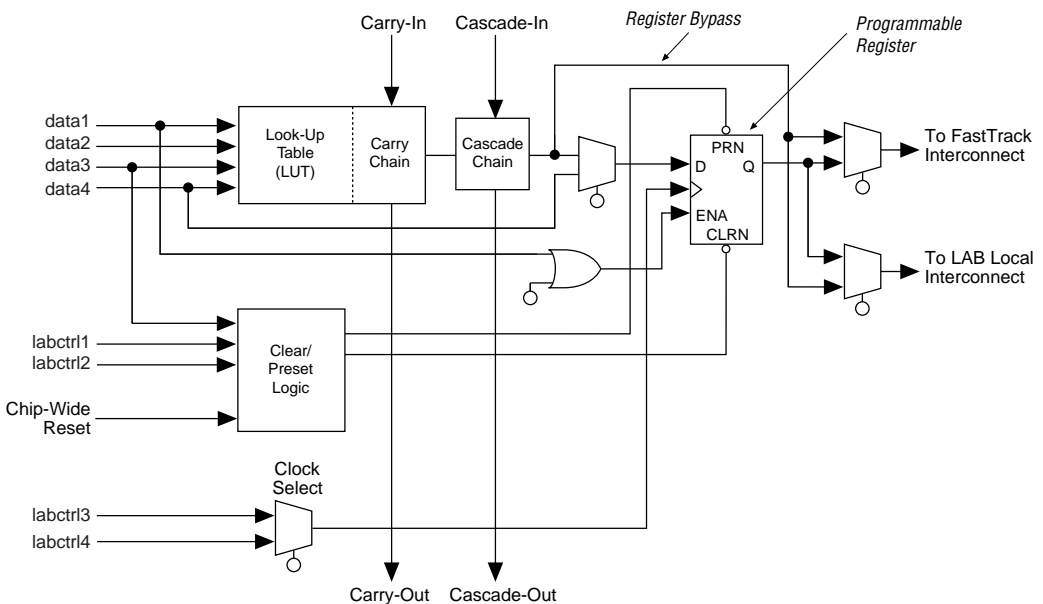 Carry-In
Cascade-In
Register Bypass
Programmable
Register
data1
data2
data3
data4
Look-Up
Table
(LUT)
Carry
Chain
Cascade
Chain
PRN
D
Q
ENA
CLRN
To FastTrack
Interconnect
To LAB Local
Interconnect
labctrl1
labctrl2
Clear/
Preset
Logic
Chip-Wide
Reset
Clock
Select
labctrl3
labctrl4
Carry-Out
Cascade-Out